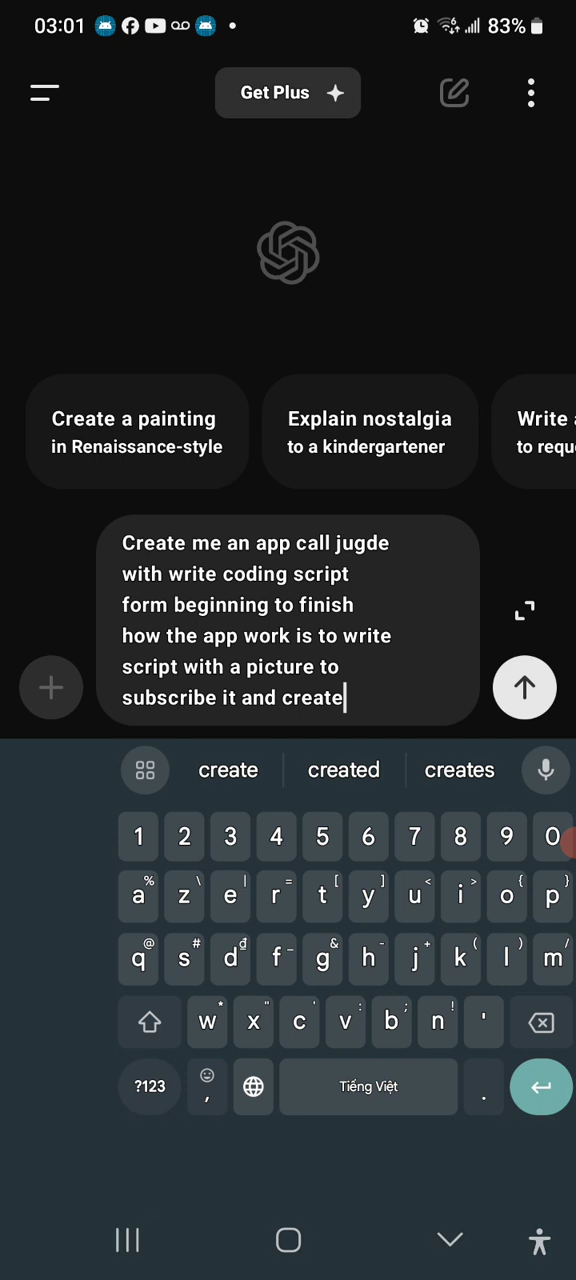 03:01 83%
Get Plus
Create a painting
in Renaissance-style
Explain nostalgia
to a kindergartener
Write
to requ
Create me an app call jugde
with write coding script
form beginning to finish
how the app work is to write
script with a picture to
subscribe it and create
create created creates
1 2 3 4 5 6 7 8 9 0
% \ | = [ ] < > { }
a z e r t y u i o p
@ # đ _ & - + ( ) /
q s d f g h j k l m
* " ' : ; !
w x c v b n '
?123 , Tiếng Việt .